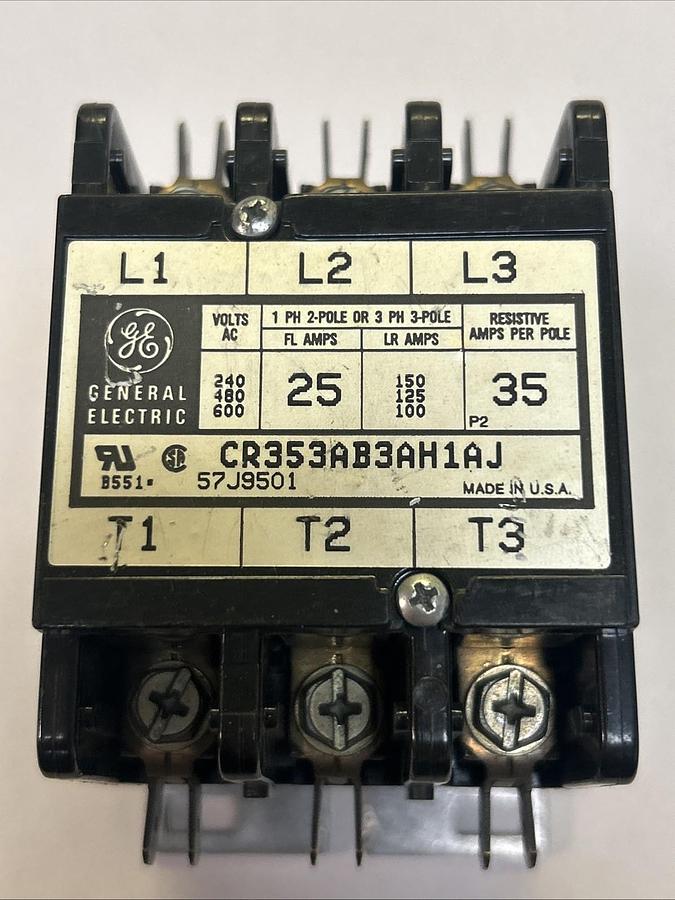 L1 L2 L3
GE
GENERAL
ELECTRIC
VOLTS
AC
1 PH 2-POLE OR 3 PH 3-POLE
FL AMPS
LR AMPS
RESISTIVE
AMPS PER POLE
240
480
600
25
150
125
100
35
P2
UR
SA
B551
CR353AB3AH1AJ
57J9501
MADE IN U.S.A.
T1 T2 T3